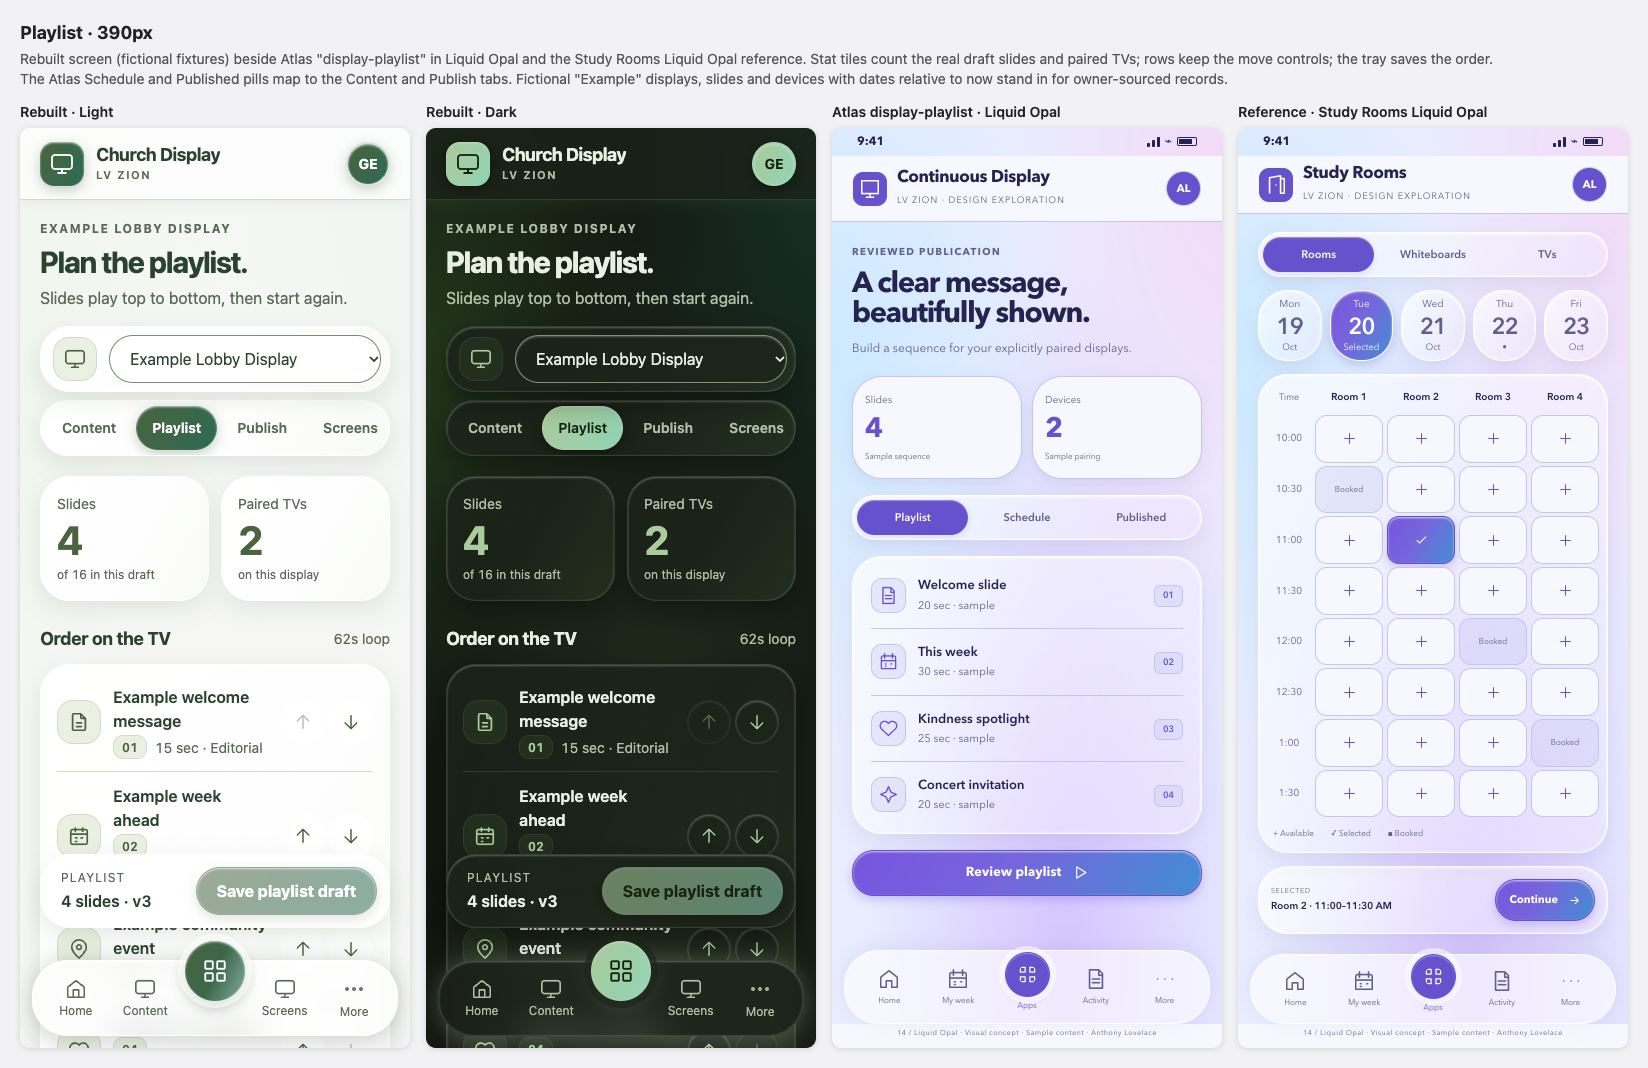 Playlist · 390px
Rebuilt screen (fictional fixtures) beside Atlas "display-playlist" in Liquid Opal and the Study Rooms Liquid Opal reference. Stat tiles count the real draft slides and paired TVs; rows keep the move controls; the tray saves the order.
The Atlas Schedule and Published pills map to the Content and Publish tabs. Fictional "Example" displays, slides and devices with dates relative to now stand in for owner-sourced records.
Rebuilt · Light
Church Display
LV ZION
GE
EXAMPLE LOBBY DISPLAY
Plan the playlist.
Slides play top to bottom, then start again.
Example Lobby Display
Content Playlist Publish Screens
Slides
4
of 16 in this draft
Paired TVs
2
on this display
Order on the TV
62s loop
Example welcome
message
01 15 sec · Editorial
Example week
ahead
02
PLAYLIST
4 slides · v3
Save playlist draft
Example community
event
Home Content Screens More
04
Rebuilt · Dark
Church Display
LV ZION
GE
EXAMPLE LOBBY DISPLAY
Plan the playlist.
Slides play top to bottom, then start again.
Example Lobby Display
Content Playlist Publish Screens
Slides
4
of 16 in this draft
Paired TVs
2
on this display
Order on the TV
62s loop
Example welcome
message
01 15 sec · Editorial
Example week
ahead
02
PLAYLIST
4 slides · v3
Save playlist draft
Example community
event
Home Content Screens More
04
Atlas display-playlist · Liquid Opal
9:41
Continuous Display
LV ZION · DESIGN EXPLORATION
AL
REVIEWED PUBLICATION
A clear message,
beautifully shown.
Build a sequence for your explicitly paired displays.
Slides
4
Sample sequence
Devices
2
Sample pairing
Playlist Schedule Published
Welcome slide
20 sec · sample
01
This week
30 sec · sample
02
Kindness spotlight
25 sec · sample
03
Concert invitation
20 sec · sample
04
Review playlist
Home My week Apps Activity More
14 / Liquid Opal · Visual concept · Sample content · Anthony Lovelace
Reference · Study Rooms Liquid Opal
9:41
Study Rooms
LV ZION · DESIGN EXPLORATION
AL
Rooms Whiteboards TVs
Mon Tue Wed Thu Fri
19 20 21 22 23
Oct Selected Oct • Oct
Time Room 1 Room 2 Room 3 Room 4
10:00 + + + +
10:30 Booked + + +
11:00 + ✓ + +
11:30 + + + +
12:00 + + Booked +
12:30 + + + +
1:00 + + + Booked
1:30 + + + +
+ Available ✓ Selected ■ Booked
SELECTED
Room 2 · 11:00–11:30 AM
Continue →
Home My week Apps Activity More
14 / Liquid Opal · Visual concept · Sample content · Anthony Lovelace